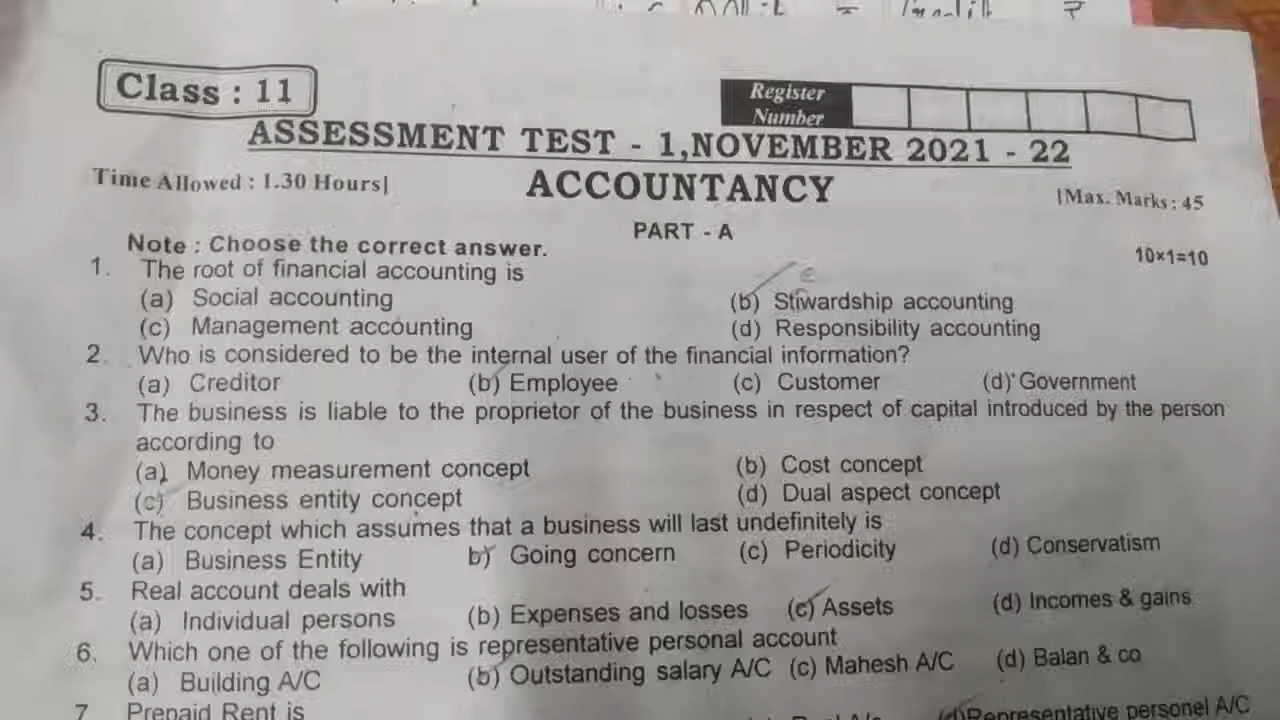 Class : 11
Register
Number
ASSESSMENT TEST - 1,NOVEMBER 2021 - 22
Time Allowed : 1.30 Hours]
ACCOUNTANCY
[Max. Marks : 45
PART - A
Note : Choose the correct answer.
10×1=10
1. The root of financial accounting is
(a) Social accounting (b) Stiwardship accounting
(c) Management accounting (d) Responsibility accounting
2. Who is considered to be the internal user of the financial information?
(a) Creditor (b) Employee (c) Customer (d) Government
3. The business is liable to the proprietor of the business in respect of capital introduced by the person
according to
(a) Money measurement concept (b) Cost concept
(c) Business entity concept (d) Dual aspect concept
4. The concept which assumes that a business will last undefinitely is
(a) Business Entity b) Going concern (c) Periodicity (d) Conservatism
5. Real account deals with
(a) Individual persons (b) Expenses and losses (c) Assets (d) Incomes & gains
6. Which one of the following is representative personal account
(a) Building A/C (b) Outstanding salary A/C (c) Mahesh A/C (d) Balan & co
7 Prepaid Rent is
(d) Representative personel A/C